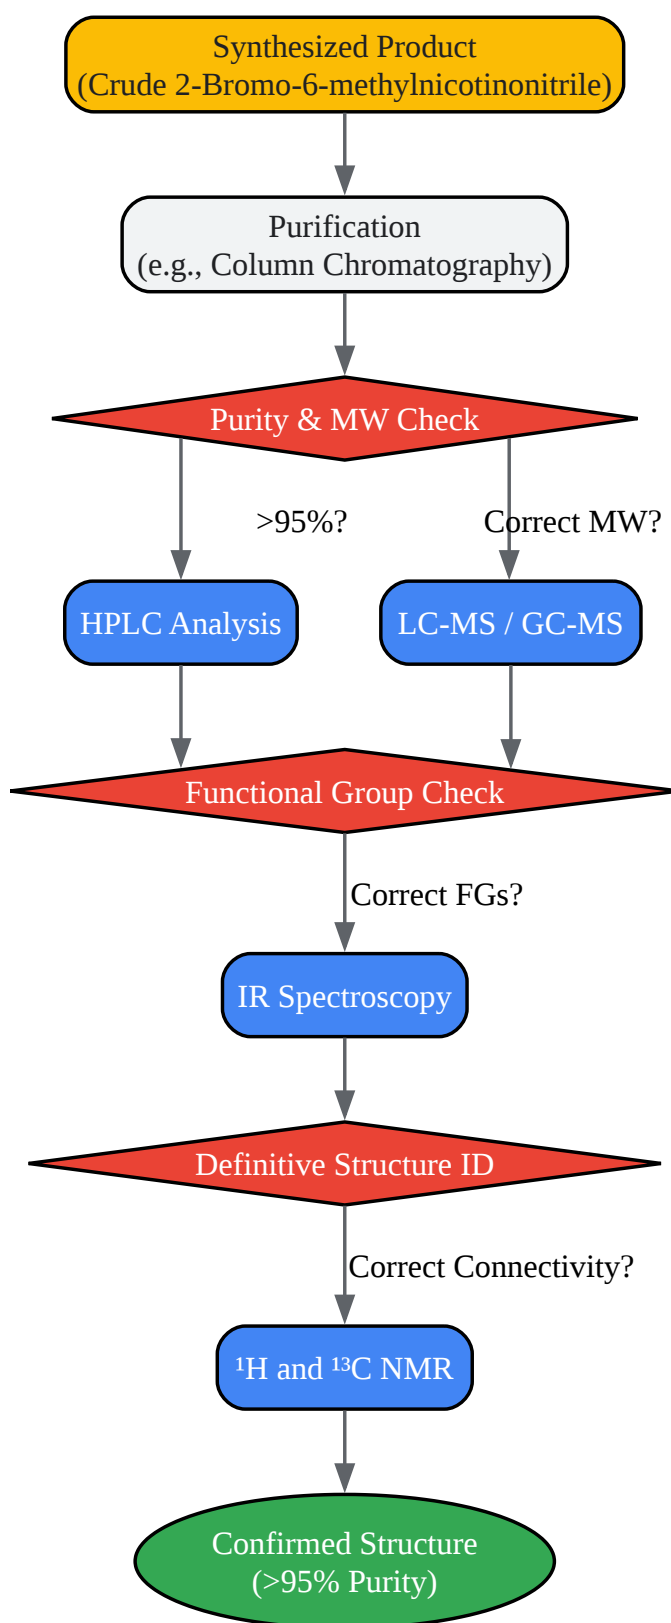 Synthesized Product
(Crude 2-Bromo-6-methylnicotinonitrile)
Purification
(e.g., Column Chromatography)
Purity & MW Check
>95%?
Correct MW?
HPLC Analysis
LC-MS / GC-MS
Functional Group Check
Correct FGs?
IR Spectroscopy
Definitive Structure ID
Correct Connectivity?
¹H and ¹³C NMR
Confirmed Structure
(>95% Purity)